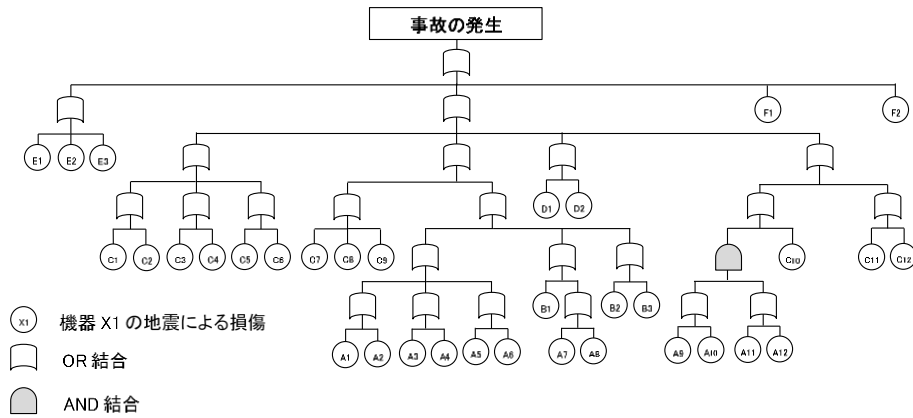 事故の発生
F1 F2
E1 E2 E3
D1 D2
C1 C2 C3 C4 C5 C6 C7 C8 C9 C10 C11 C12
B1 B2 B3
A1 A2 A3 A4 A5 A6 A7 A8 A9 A10 A11 A12
X1 機器 X1 の地震による損傷
OR 結合
AND 結合